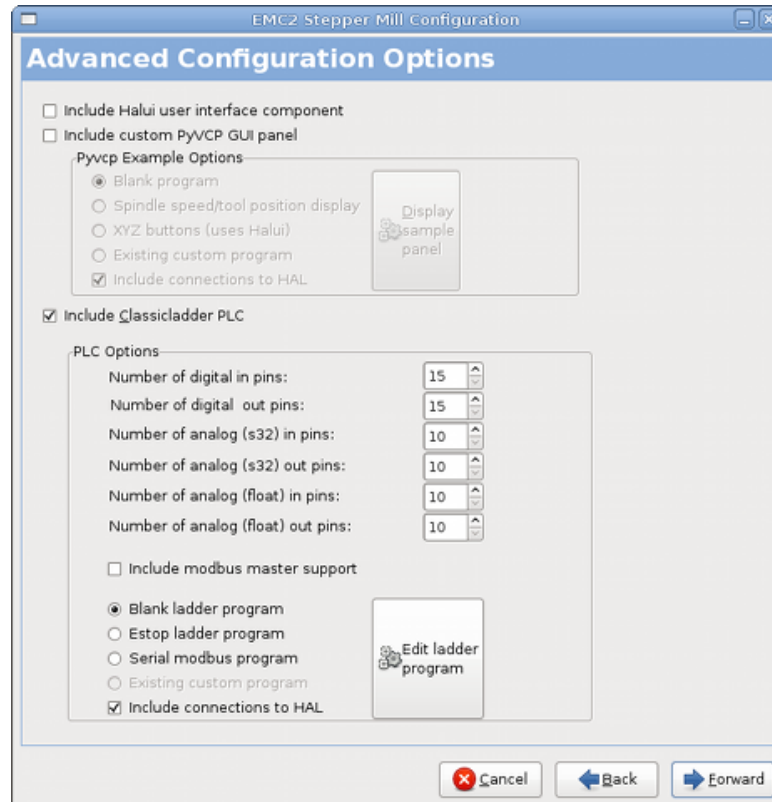 EMC2 Stepper Mill Configuration
Advanced Configuration Options
Include Halui user interface component
Include custom PyVCP GUI panel
Pyvcp Example Options
Blank program
Spindle speed/tool position display
XYZ buttons (uses Halui)
Existing custom program
Include connections to HAL
Display
sample
panel
Include Classicladder PLC
PLC Options
Number of digital in pins: 15
Number of digital out pins: 15
Number of analog (s32) in pins: 10
Number of analog (s32) out pins: 10
Number of analog (float) in pins: 10
Number of analog (float) out pins: 10
Include modbus master support
Blank ladder program
Estop ladder program
Serial modbus program
Existing custom program
Include connections to HAL
Edit ladder
program
Cancel Back Forward